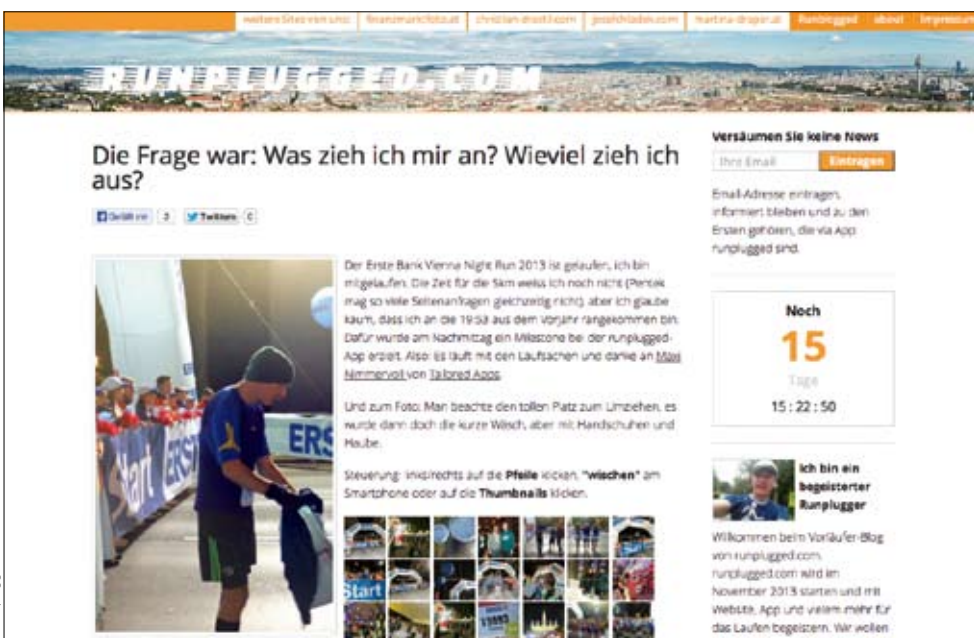 weitere Sites von uns: finanzmarktfoto.at christian-drastil.com josefchladek.com martina-draper.at Runblogged about Impressum
RUNPLUGGED.COM
Die Frage war: Was zieh ich mir an? Wieviel zieh ich
aus?
Gefällt mir 3 Twittern 0
Der Erste Bank Vienna Night Run 2013 ist gelaufen, ich bin
mitgelaufen. Die Zeit für die 5km weiss ich noch nicht (Pentek
mag so viele Seitenanfragen gleichzeitig nicht), aber ich glaube
kaum, dass ich an die 19:53 aus dem Vorjahr rangekommen bin.
Dafür wurde am Nachmittag ein Milestone bei der runplugged-
App erzielt. Also: Es läuft mit den Laufsachen und danke an Maxi
Nimmervoll von Tailored Apps.
Und zum Foto: Man beachte den tollen Platz zum Umziehen, es
wurde dann doch die kurze Wäsch, aber mit Handschuhen und
Haube.
Steuerung: links/rechts auf die Pfeile klicken, "wischen" am
Smartphone oder auf die Thumbnails klicken.
Start
ERST
ERS
Start
Versäumen Sie keine News
Ihre Email Eintragen
Email-Adresse eintragen,
informiert bleiben und zu den
Ersten gehören, die via App
runplugged sind.
Noch
15
Tage
15 : 22 : 50
Ich bin ein
begeisterter
Runplugger
Willkommen beim Vorläufer-Blog
von runplugged.com.
runplugged.com wird im
November 2013 starten und mit
Website, App und vielem mehr für
das Laufen begeistern. Wir wollen